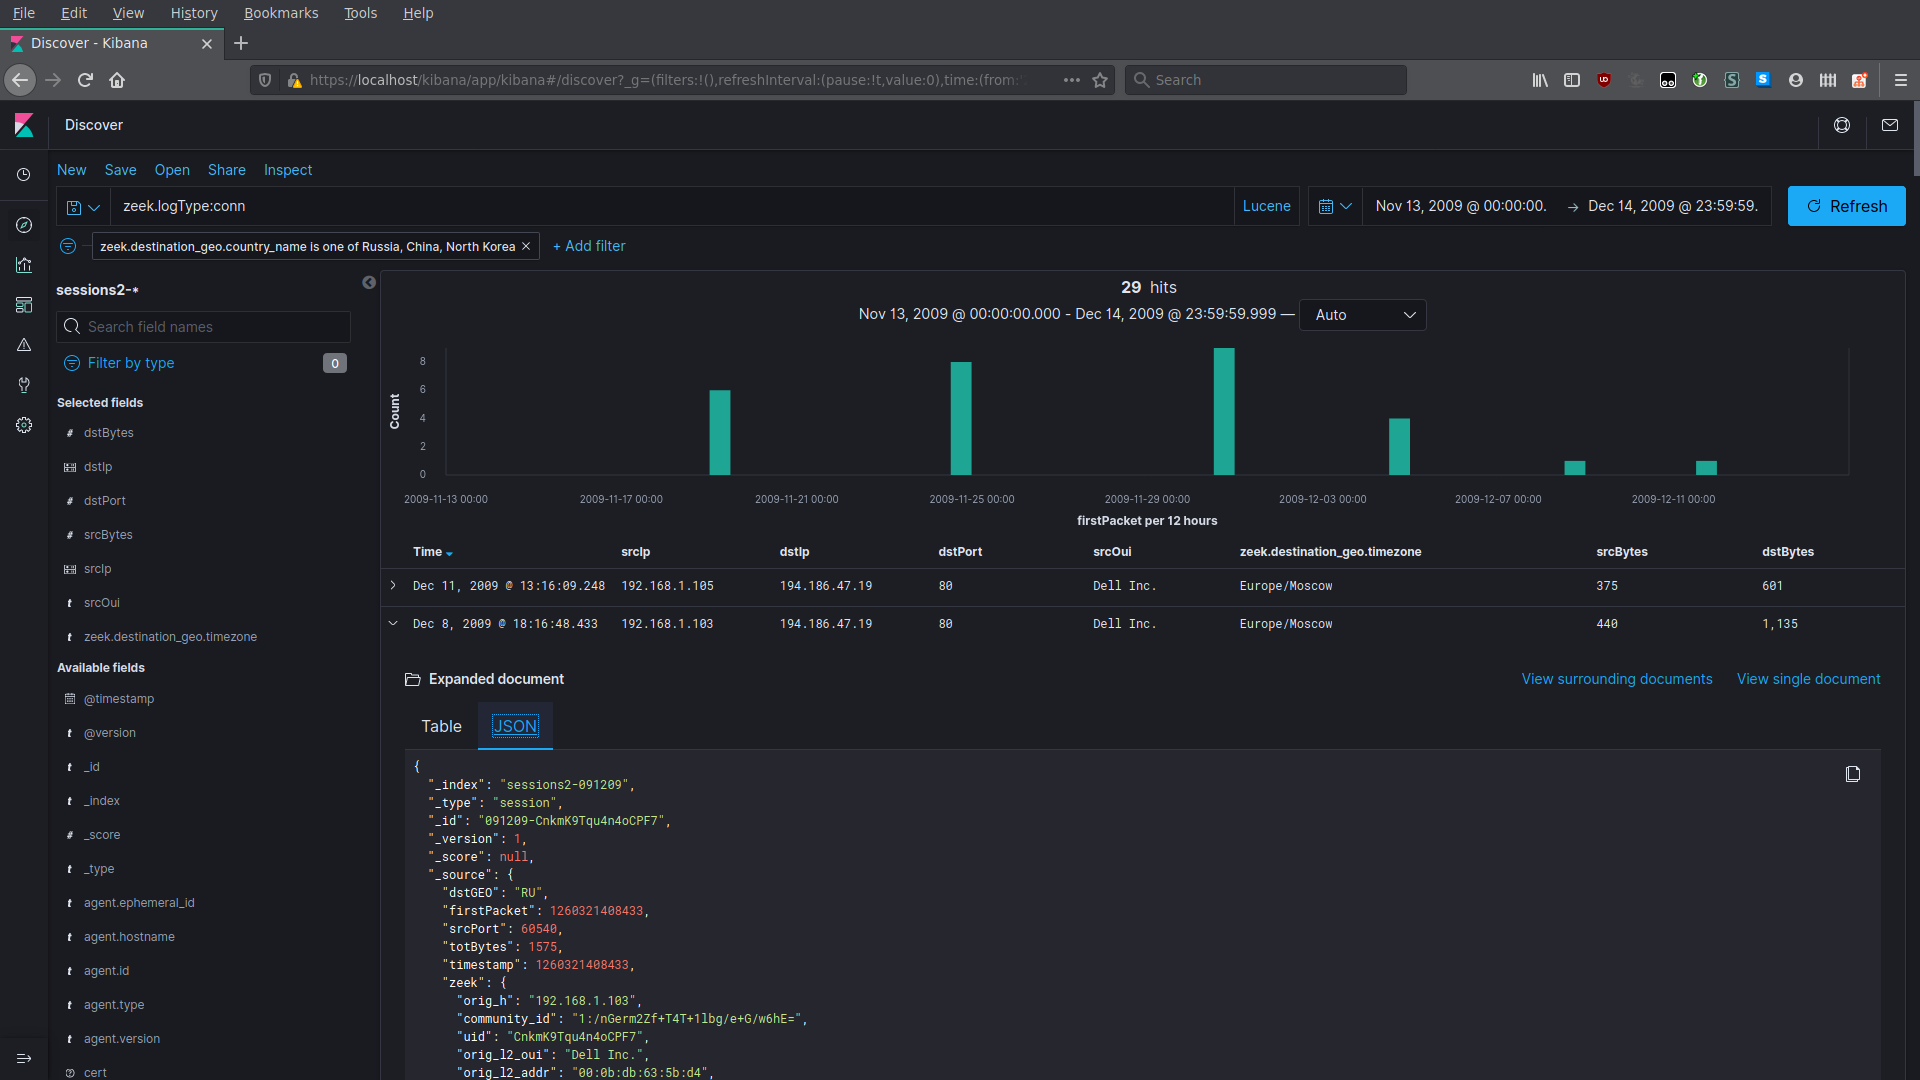 File Edit View History Bookmarks Tools Help
Discover - Kibana
https://localhost/kibana/app/kibana#/discover?_g=(filters:!(),refreshInterval:(pause:!t,value:0),time:(from:'
Search
Discover
New Save Open Share Inspect
zeek.logType:conn
Lucene
Nov 13, 2009 @ 00:00:00. → Dec 14, 2009 @ 23:59:59.
Refresh
zeek.destination_geo.country_name is one of Russia, China, North Korea
+ Add filter
sessions2-*
Search field names
Filter by type 0
Selected fields
# dstBytes
dstIp
# dstPort
# srcBytes
srcIp
t srcOui
t zeek.destination_geo.timezone
Available fields
@timestamp
t @version
t _id
t _index
# _score
t _type
t agent.ephemeral_id
t agent.hostname
t agent.id
t agent.type
t agent.version
cert
29 hits
Nov 13, 2009 @ 00:00:00.000 - Dec 14, 2009 @ 23:59:59.999 — Auto
Count
8
6
4
2
0
2009-11-13 00:00 2009-11-17 00:00 2009-11-21 00:00 2009-11-25 00:00 2009-11-29 00:00 2009-12-03 00:00 2009-12-07 00:00 2009-12-11 00:00
firstPacket per 12 hours
Time srcIp dstIp dstPort srcOui zeek.destination_geo.timezone srcBytes dstBytes
Dec 11, 2009 @ 13:16:09.248 192.168.1.105 194.186.47.19 80 Dell Inc. Europe/Moscow 375 601
Dec 8, 2009 @ 18:16:48.433 192.168.1.103 194.186.47.19 80 Dell Inc. Europe/Moscow 440 1,135
Expanded document
View surrounding documents View single document
Table JSON
{
"_index": "sessions2-091209",
"_type": "session",
"_id": "091209-CnkmK9Tqu4n4oCPF7",
"_version": 1,
"_score": null,
"_source": {
"dstGEO": "RU",
"firstPacket": 1260321408433,
"srcPort": 60540,
"totBytes": 1575,
"timestamp": 1260321408433,
"zeek": {
"orig_h": "192.168.1.103",
"community_id": "1:/nGerm2Zf+T4T+1lbg/e+G/w6hE=",
"uid": "CnkmK9Tqu4n4oCPF7",
"orig_l2_oui": "Dell Inc.",
"orig_l2_addr": "00:0b:db:63:5b:d4",